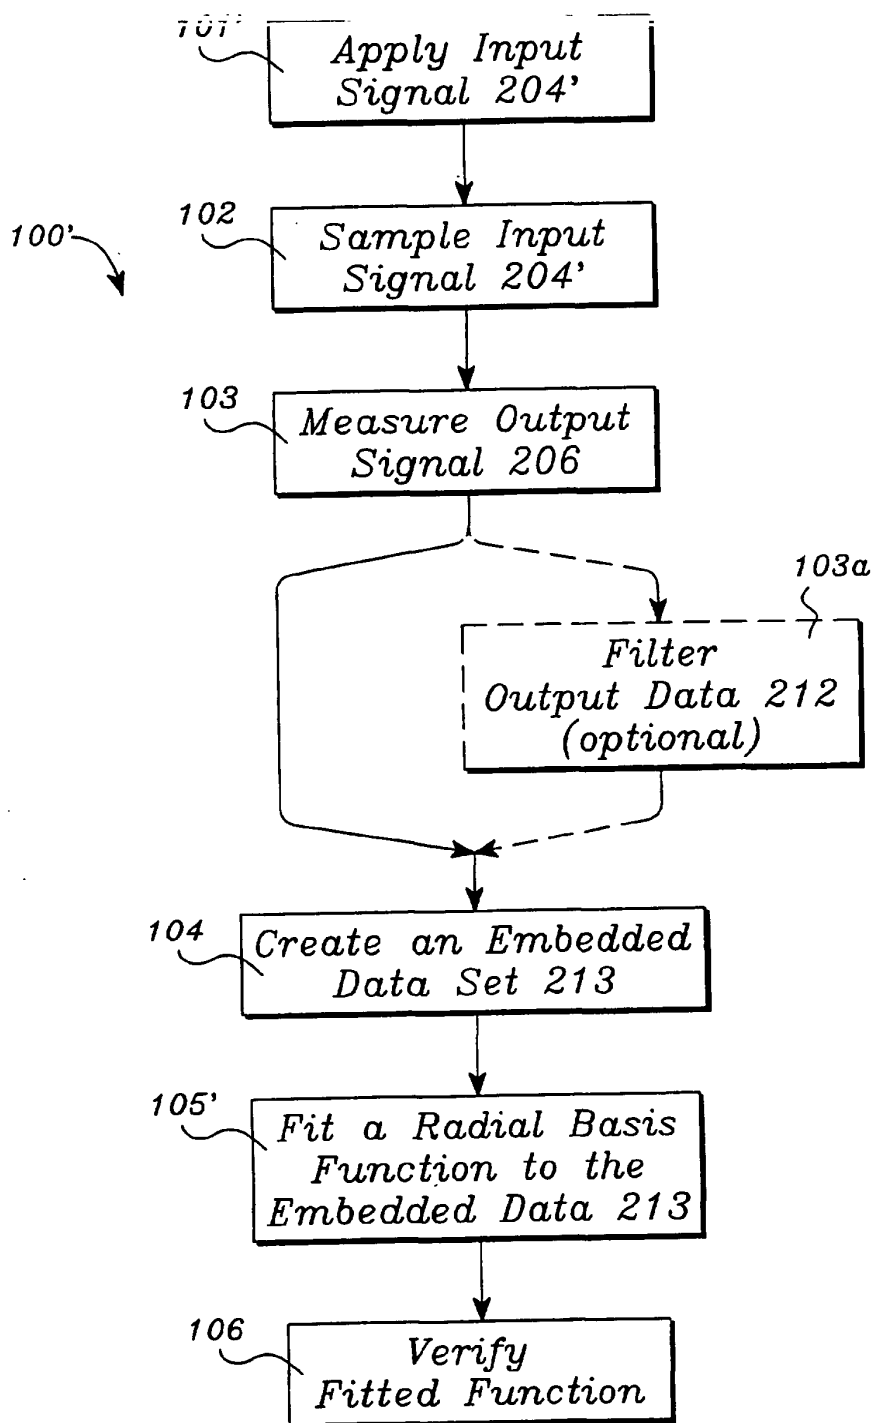 101'
Apply Input
Signal 204'
102
Sample Input
Signal 204'
100'
103
Measure Output
Signal 206
103a
Filter
Output Data 212
(optional)
104
Create an Embedded
Data Set 213
105'
Fit a Radial Basis
Function to the
Embedded Data 213
106
Verify
Fitted Function